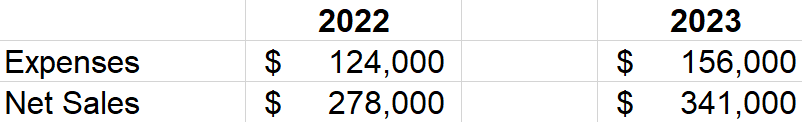 2022 2023
Expenses $ 124,000 $ 156,000
Net Sales $ 278,000 $ 341,000